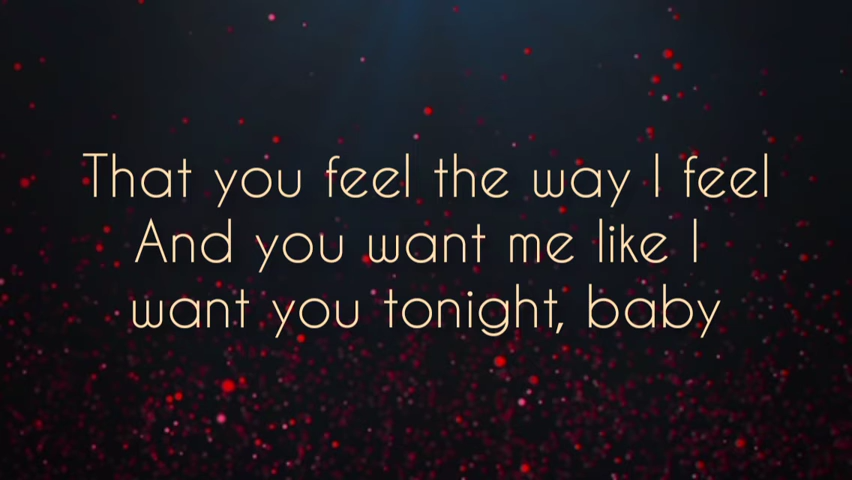 That you feel the way I feel
And you want me like I
want you tonight, baby